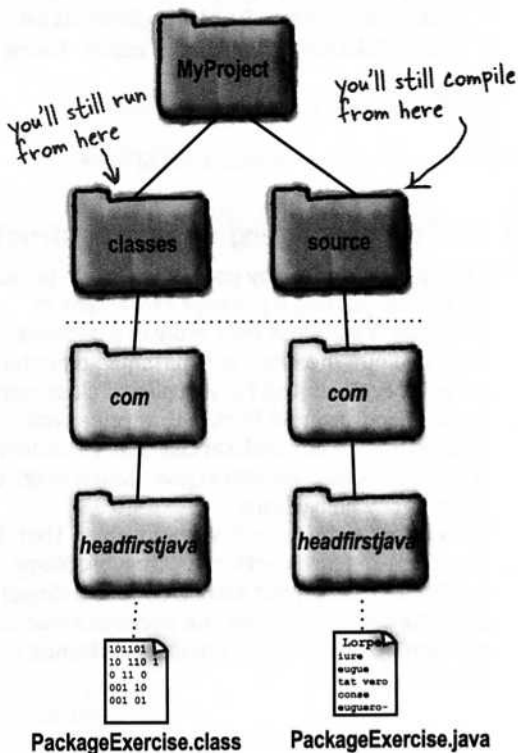 MyProject
you'll still run
from here
you'll still compile
from here
classes
source
com
com
headfirstjava
headfirstjava
101101
10 110 1
0 11 0
001 10
001 01
Lorpe
iure
eugue
tat vero
conse
euguero-
PackageExercise.class
PackageExercise.java